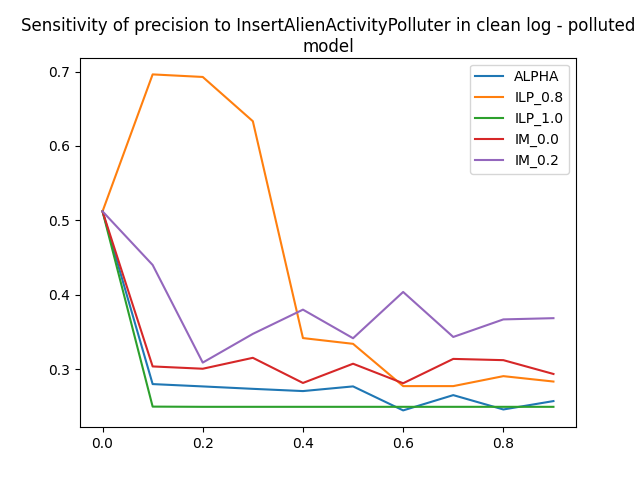 Sensitivity of precision to InsertAlienActivityPolluter in clean log - polluted
model
0.7
0.6
0.5
0.4
0.3
0.0
0.2
0.4
0.6
0.8
ALPHA
ILP_0.8
ILP_1.0
IM_0.0
IM_0.2